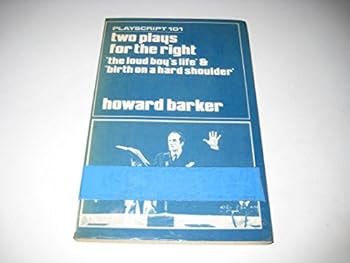 PLAYSCRIPT 101
two plays
for the right
'the loud boy's life' &
'birth on a hard shoulder'
howard barker